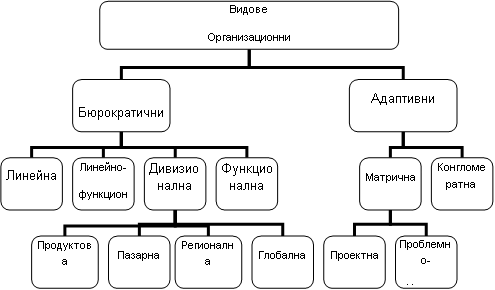 Видове
Организационни
Бюрократични
Адаптивни
Линейна
Линейно-
функцион
Дивизио
нална
Функцио
нална
Матрична
Конгломе
ратна
Продуктов
а
Пазарна
Регионалн
а
Глобална
Проектна
Проблемн
о-